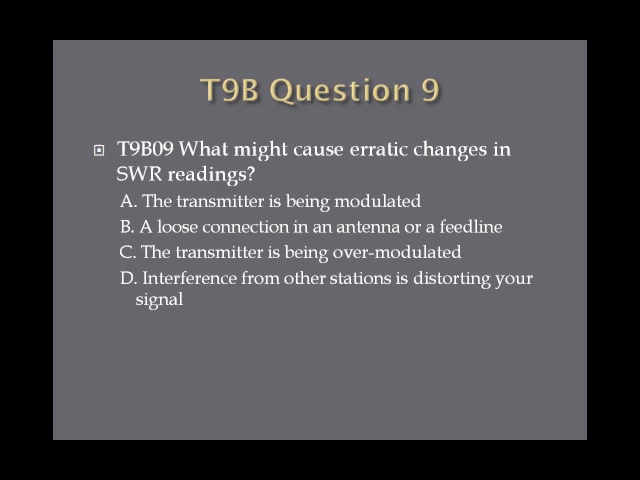 T9B Question 9
T9B09 What might cause erratic changes in
SWR readings?
A. The transmitter is being modulated
B. A loose connection in an antenna or a feedline
C. The transmitter is being over-modulated
D. Interference from other stations is distorting your
signal